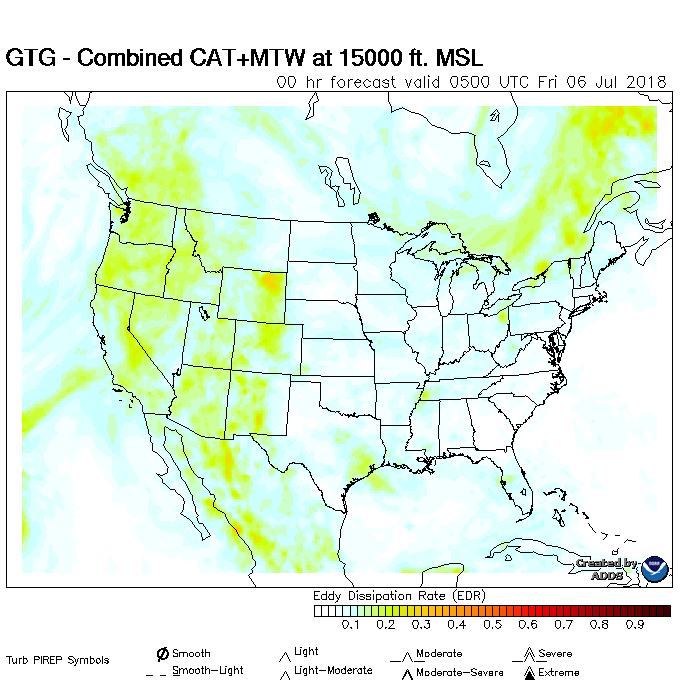 GTG - Combined CAT+MTW at 15000 ft. MSL
00 hr forecast valid 0500 UTC Fri 06 Jul 2018
Created by
ADDS
Eddy Dissipation Rate (EDR)
0.1 0.2 0.3 0.4 0.5 0.6 0.7 0.8 0.9
Turb PIREP Symbols
Smooth Light Moderate Severe
Smooth-Light Light-Moderate Moderate-Severe Extreme